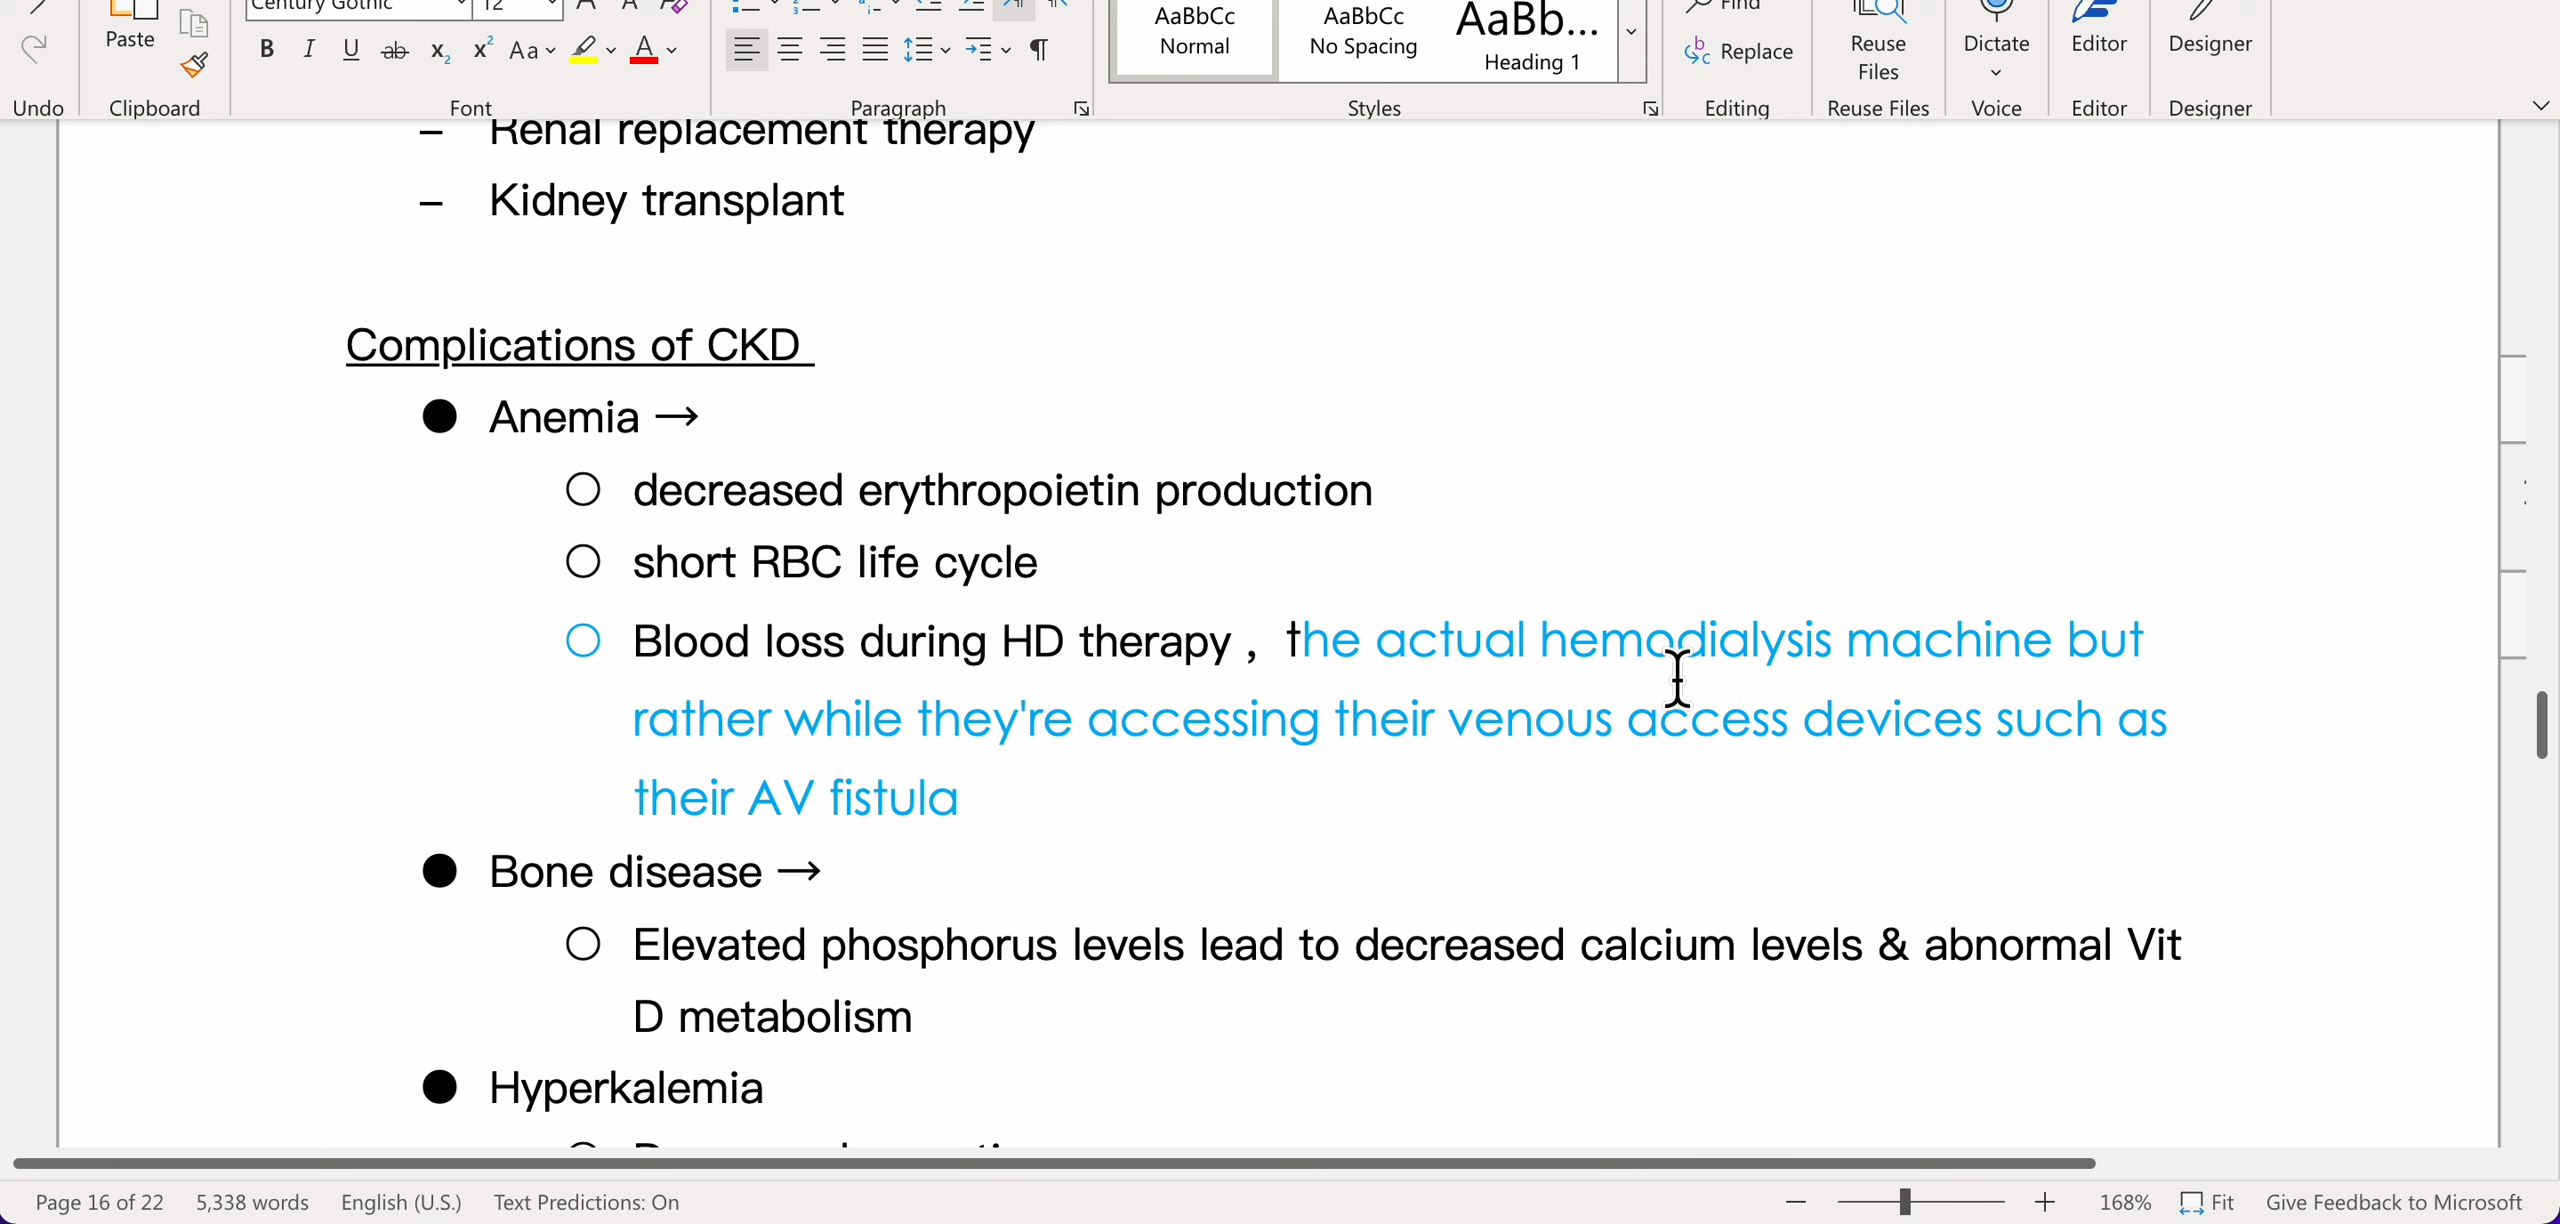 Century Gothic 12
Find
Paste
B I U ab x₂ x² Aa A
AaBbCc AaBbCc AaBb...
Normal No Spacing Heading 1
Replace
Reuse Files Dictate Editor Designer
Undo Clipboard Font Paragraph Styles Editing Reuse Files Voice Editor Designer
– Renal replacement therapy
– Kidney transplant
Complications of CKD
● Anemia →
○ decreased erythropoietin production
○ short RBC life cycle
○ Blood loss during HD therapy，the actual hemodialysis machine but
rather while they're accessing their venous access devices such as
their AV fistula
● Bone disease →
○ Elevated phosphorus levels lead to decreased calcium levels & abnormal Vit
D metabolism
● Hyperkalemia
Page 16 of 22 5,338 words English (U.S.) Text Predictions: On − + 168% Fit Give Feedback to Microsoft